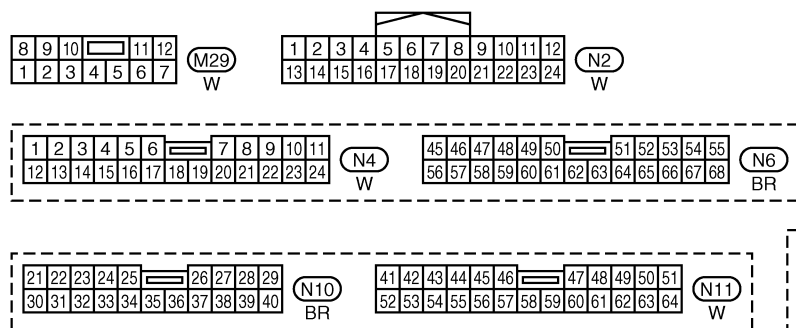 8 9 10 11 12
1 2 3 4 5 6 7
M29
W
1 2 3 4 5 6 7 8 9 10 11 12
13 14 15 16 17 18 19 20 21 22 23 24
N2
W
1 2 3 4 5 6 7 8 9 10 11
12 13 14 15 16 17 18 19 20 21 22 23 24
N4
W
45 46 47 48 49 50 51 52 53 54 55
56 57 58 59 60 61 62 63 64 65 66 67 68
N6
BR
21 22 23 24 25 26 27 28 29
30 31 32 33 34 35 36 37 38 39 40
N10
BR
41 42 43 44 45 46 47 48 49 50 51
52 53 54 55 56 57 58 59 60 61 62 63 64
N11
W